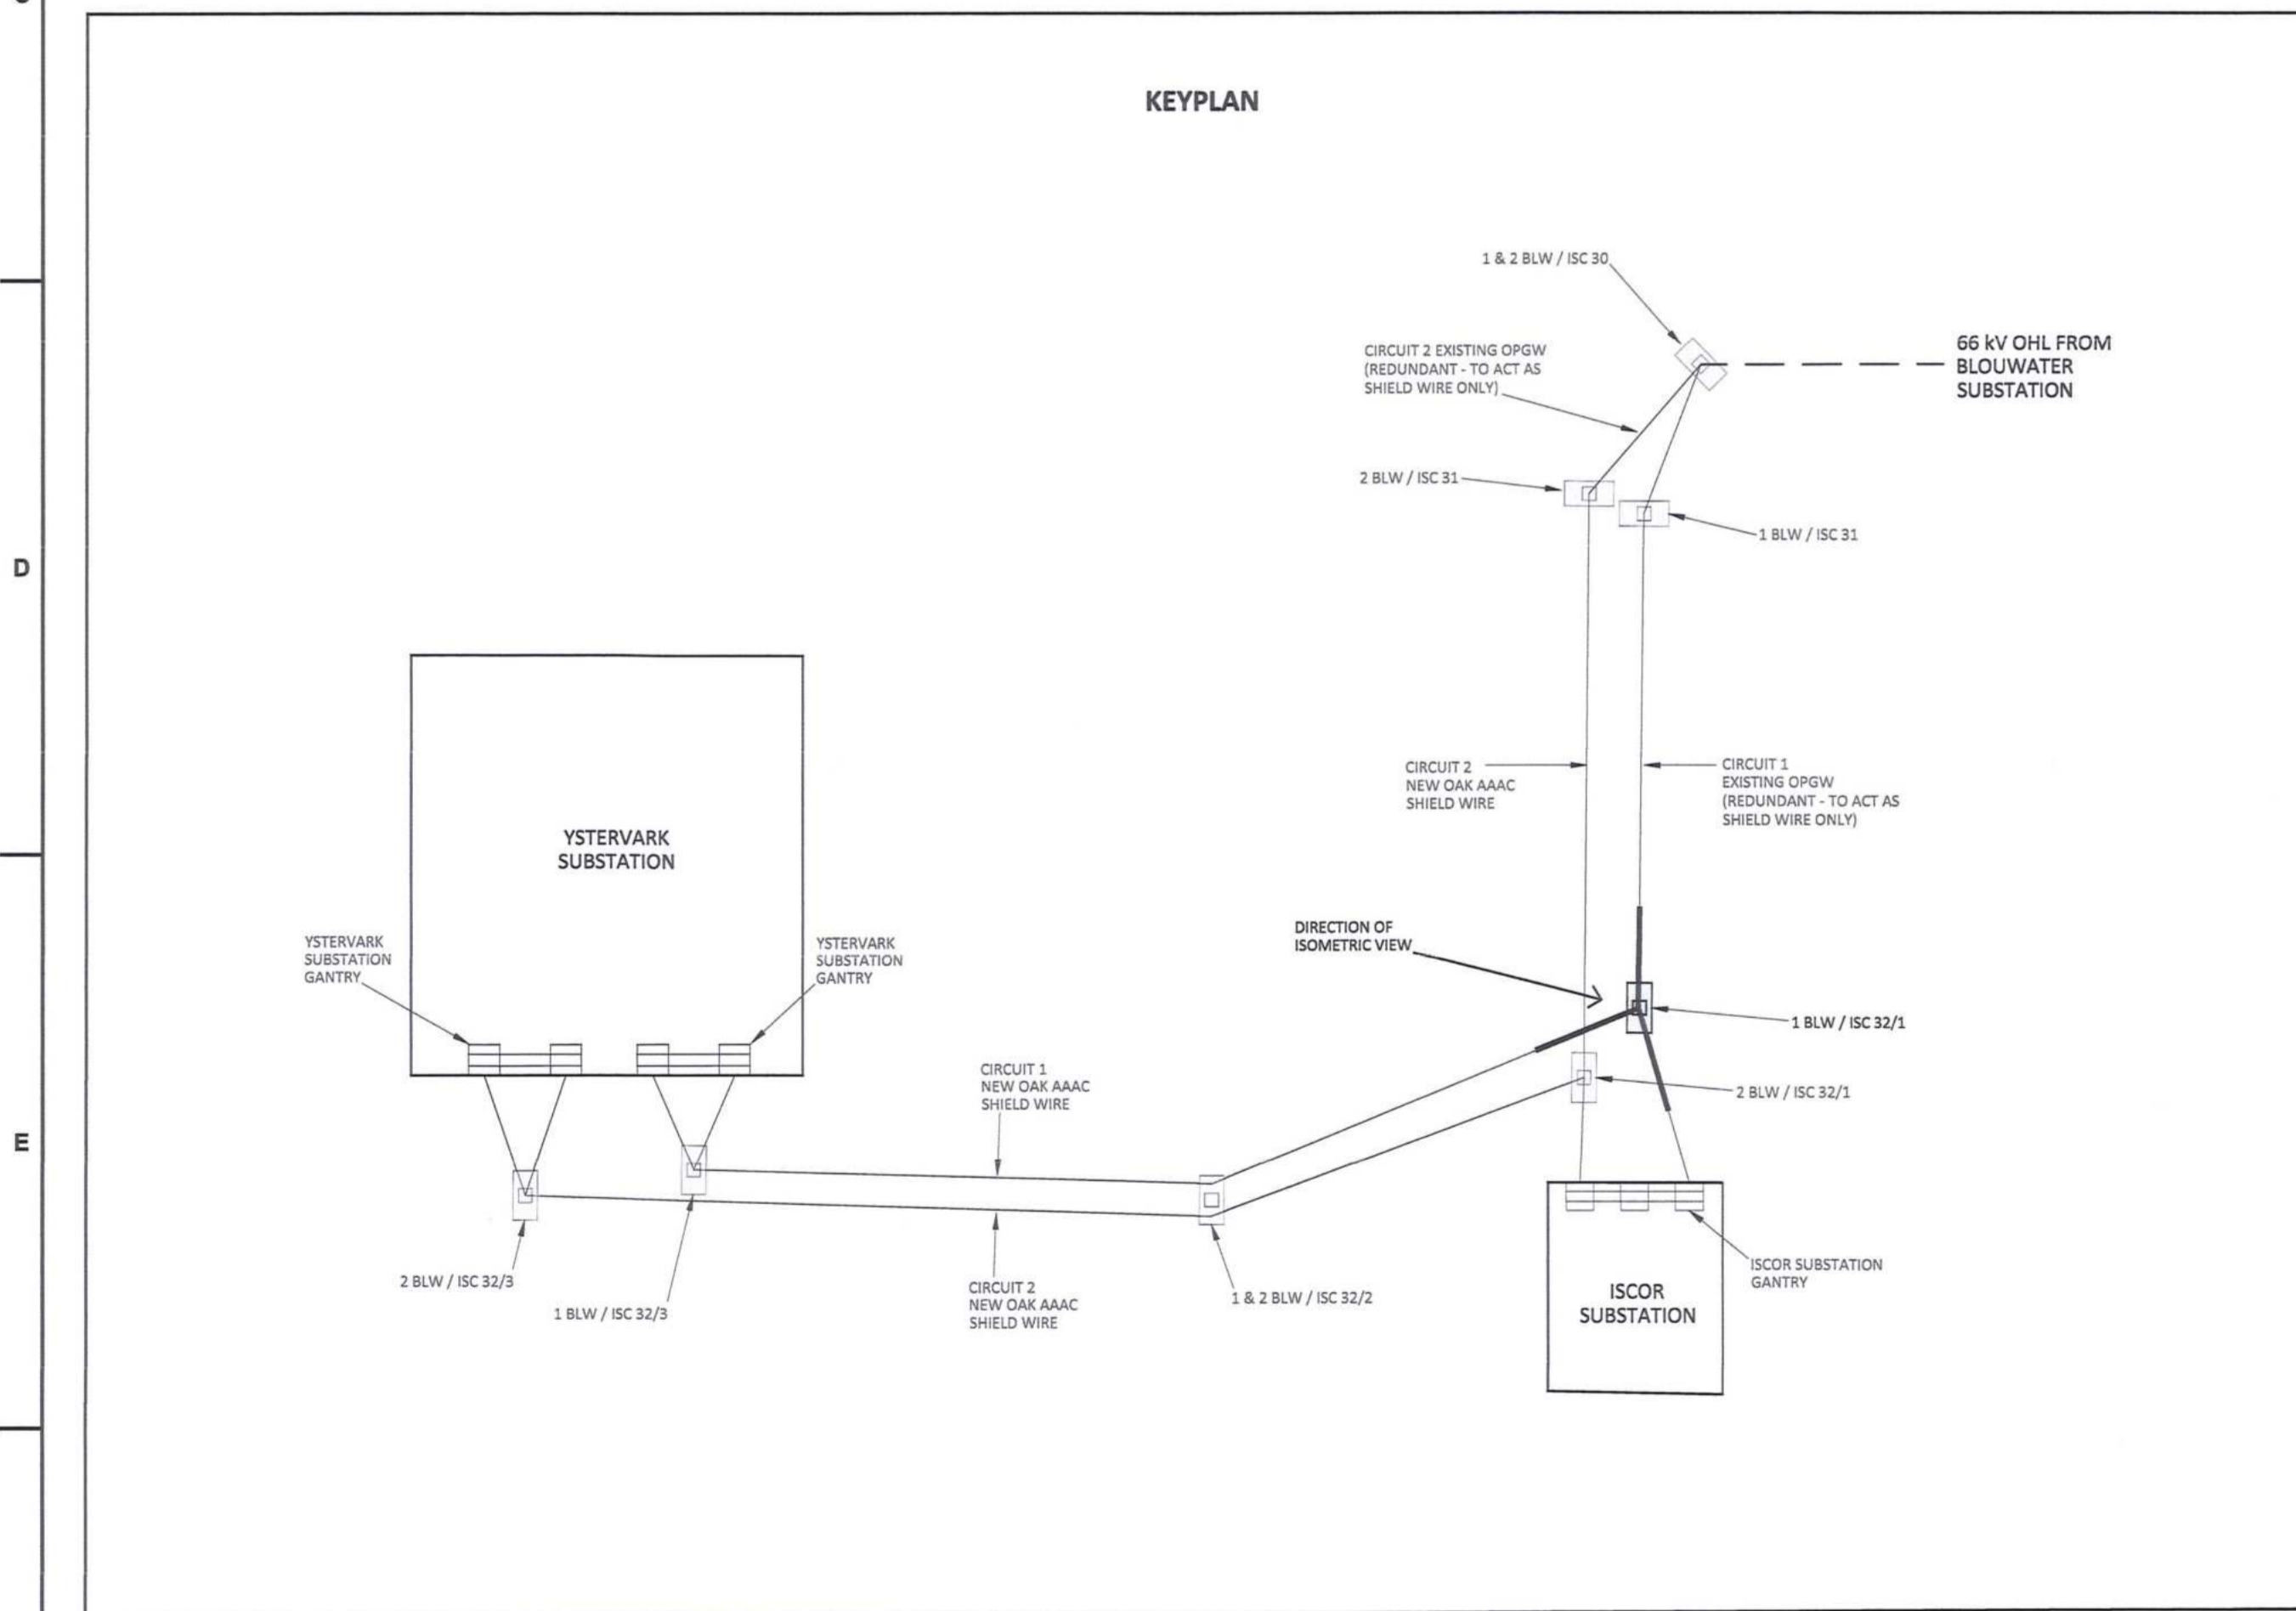 KEYPLAN
1 & 2 BLW / ISC 30
CIRCUIT 2 EXISTING OPGW
(REDUNDANT - TO ACT AS
SHIELD WIRE ONLY)
66 kV OHL FROM
BLOUWATER
SUBSTATION
2 BLW / ISC 31
1 BLW / ISC 31
D
CIRCUIT 2
NEW OAK AAAC
SHIELD WIRE
CIRCUIT 1
EXISTING OPGW
(REDUNDANT - TO ACT AS
SHIELD WIRE ONLY)
YSTERVARK
SUBSTATION
YSTERVARK
SUBSTATION
GANTRY
YSTERVARK
SUBSTATION
GANTRY
DIRECTION OF
ISOMETRIC VIEW
1 BLW / ISC 32/1
2 BLW / ISC 32/1
CIRCUIT 1
NEW OAK AAAC
SHIELD WIRE
E
2 BLW / ISC 32/3
1 BLW / ISC 32/3
CIRCUIT 2
NEW OAK AAAC
SHIELD WIRE
1 & 2 BLW / ISC 32/2
ISCOR SUBSTATION
GANTRY
ISCOR
SUBSTATION